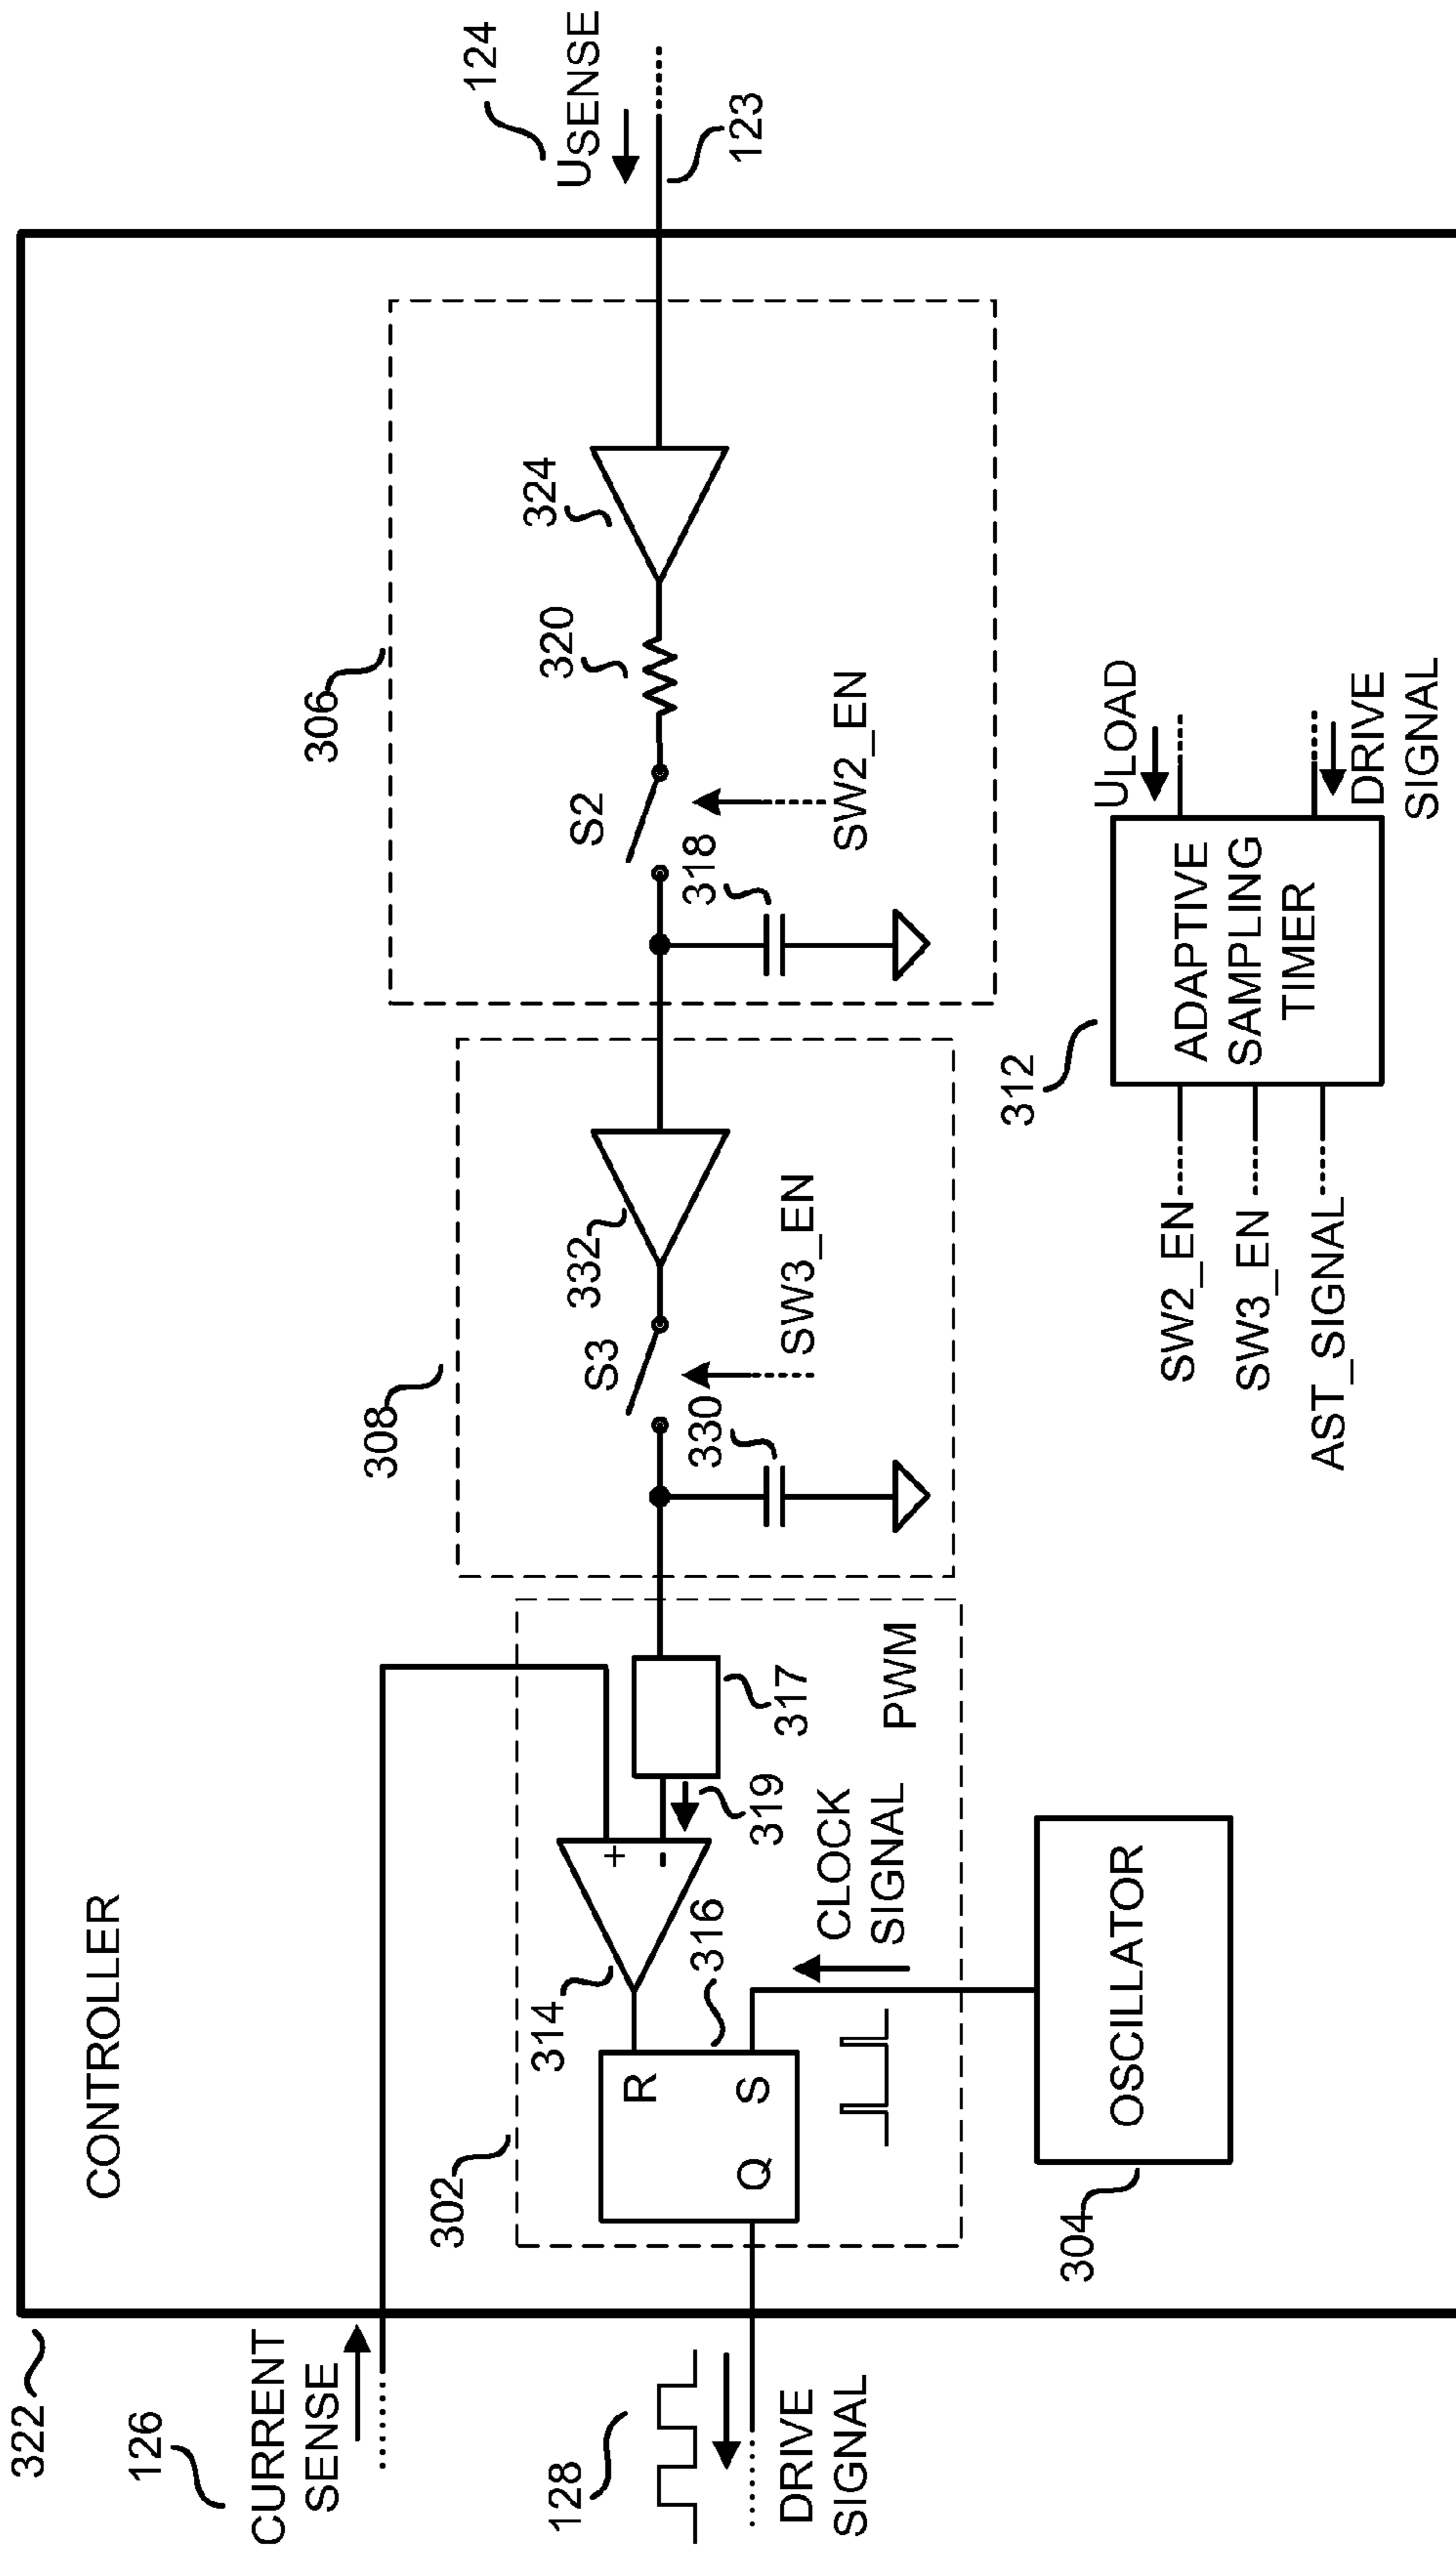 322
CONTROLLER
126
CURRENT
SENSE
128
DRIVE
SIGNAL
302
R
S
Q
314
316
+
-
319
317
PWM
CLOCK
SIGNAL
OSCILLATOR
304
308
332
S3
330
SW3_EN
306
324
320
S2
318
SW2_EN
124
USENSE
123
312
ADAPTIVE
SAMPLING
TIMER
SW2_EN
SW3_EN
AST_SIGNAL
ULOAD
DRIVE
SIGNAL